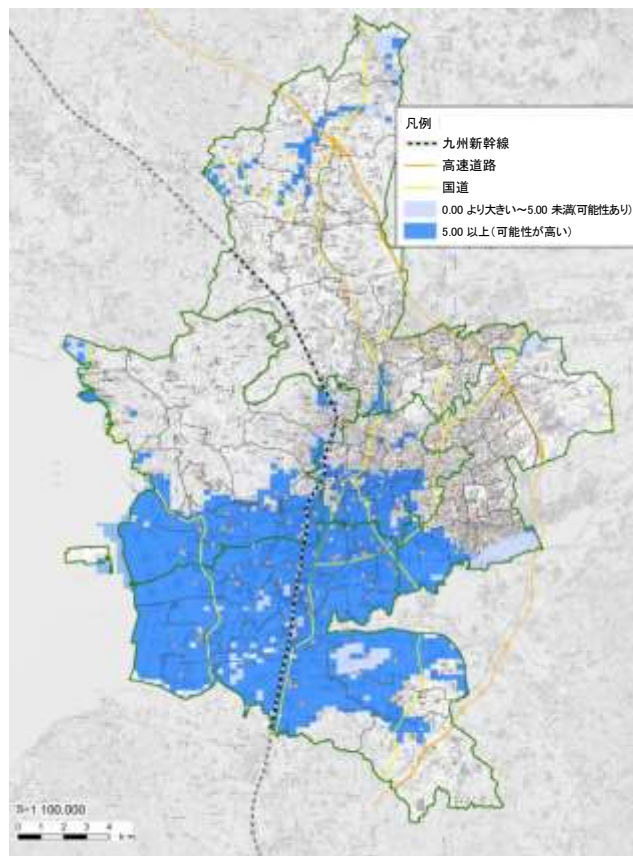 凡例
九州新幹線
高速道路
国道
0.00 より大きい～5.00 未満(可能性あり)
5.00 以上(可能性が高い)
S=1:100,000
0 1 2 3 4
km